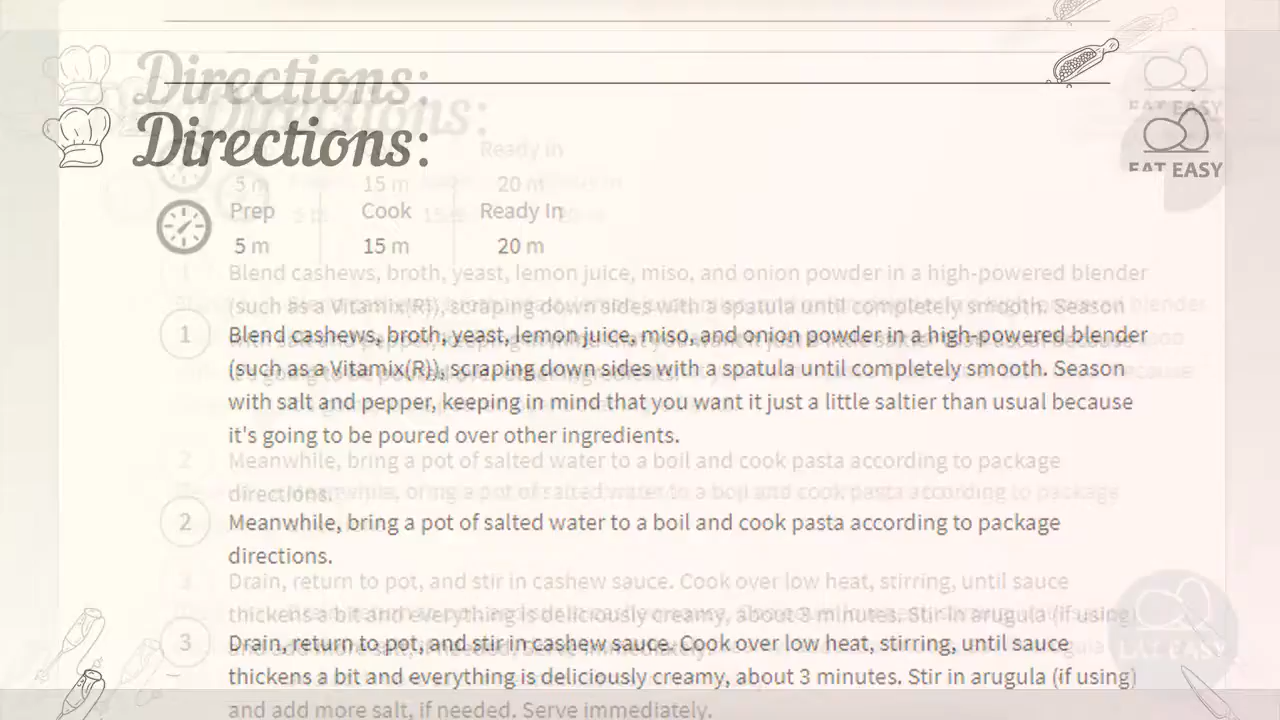 Directions:
EAT EASY
Prep Cook Ready In
5 m 15 m 20 m
1 Blend cashews, broth, yeast, lemon juice, miso, and onion powder in a high-powered blender
(such as a Vitamix(R)), scraping down sides with a spatula until completely smooth. Season
with salt and pepper, keeping in mind that you want it just a little saltier than usual because
it's going to be poured over other ingredients.
2 Meanwhile, bring a pot of salted water to a boil and cook pasta according to package
directions.
3 Drain, return to pot, and stir in cashew sauce. Cook over low heat, stirring, until sauce
thickens a bit and everything is deliciously creamy, about 3 minutes. Stir in arugula (if using)
and add more salt, if needed. Serve immediately.
EAT EASY